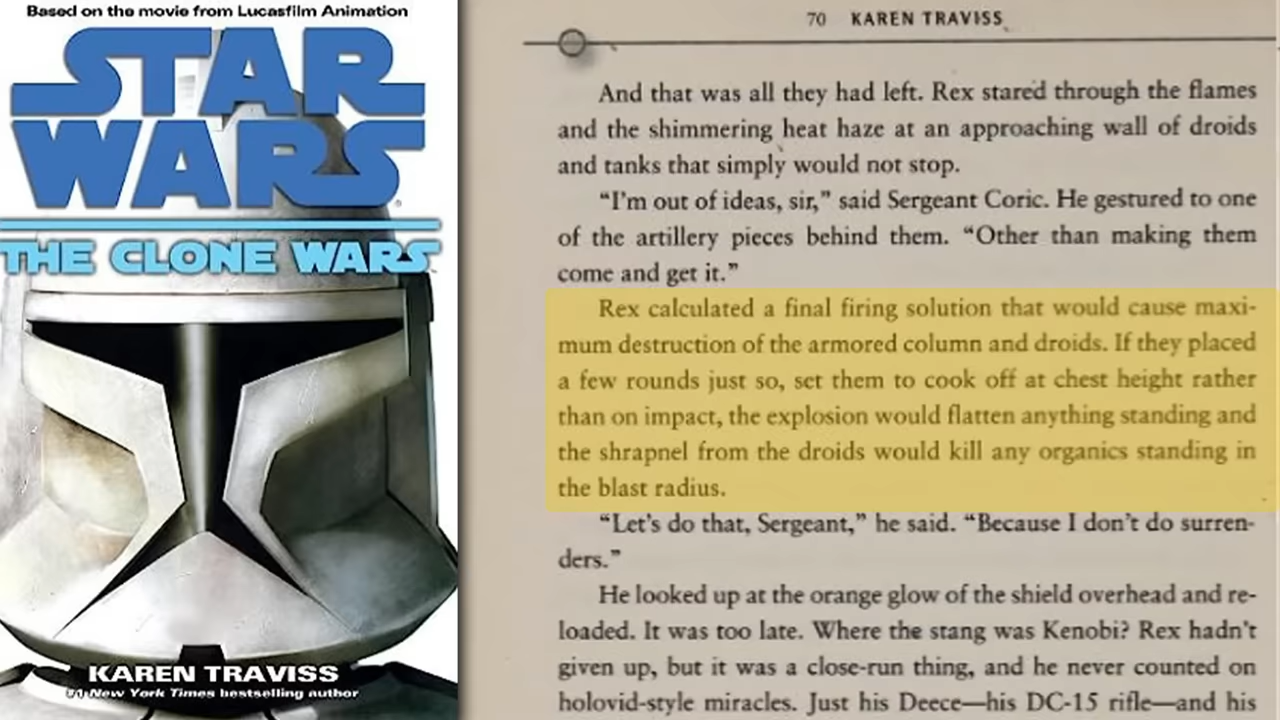 Based on the movie from Lucasfilm Animation
STAR
WARS
THE CLONE WARS
KAREN TRAVISS
#1 New York Times bestselling author
70 KAREN TRAVISS
And that was all they had left. Rex stared through the flames
and the shimmering heat haze at an approaching wall of droids
and tanks that simply would not stop.
“I’m out of ideas, sir,” said Sergeant Coric. He gestured to one
of the artillery pieces behind them. “Other than making them
come and get it.”
Rex calculated a final firing solution that would cause maxi-
mum destruction of the armored column and droids. If they placed
a few rounds just so, set them to cook off at chest height rather
than on impact, the explosion would flatten anything standing and
the shrapnel from the droids would kill any organics standing in
the blast radius.
“Let’s do that, Sergeant,” he said. “Because I don’t do surren-
ders.”
He looked up at the orange glow of the shield overhead and re-
loaded. It was too late. Where the stang was Kenobi? Rex hadn’t
given up, but it was a close-run thing, and he never counted on
holovid-style miracles. Just his Deece—his DC-15 rifle—and his